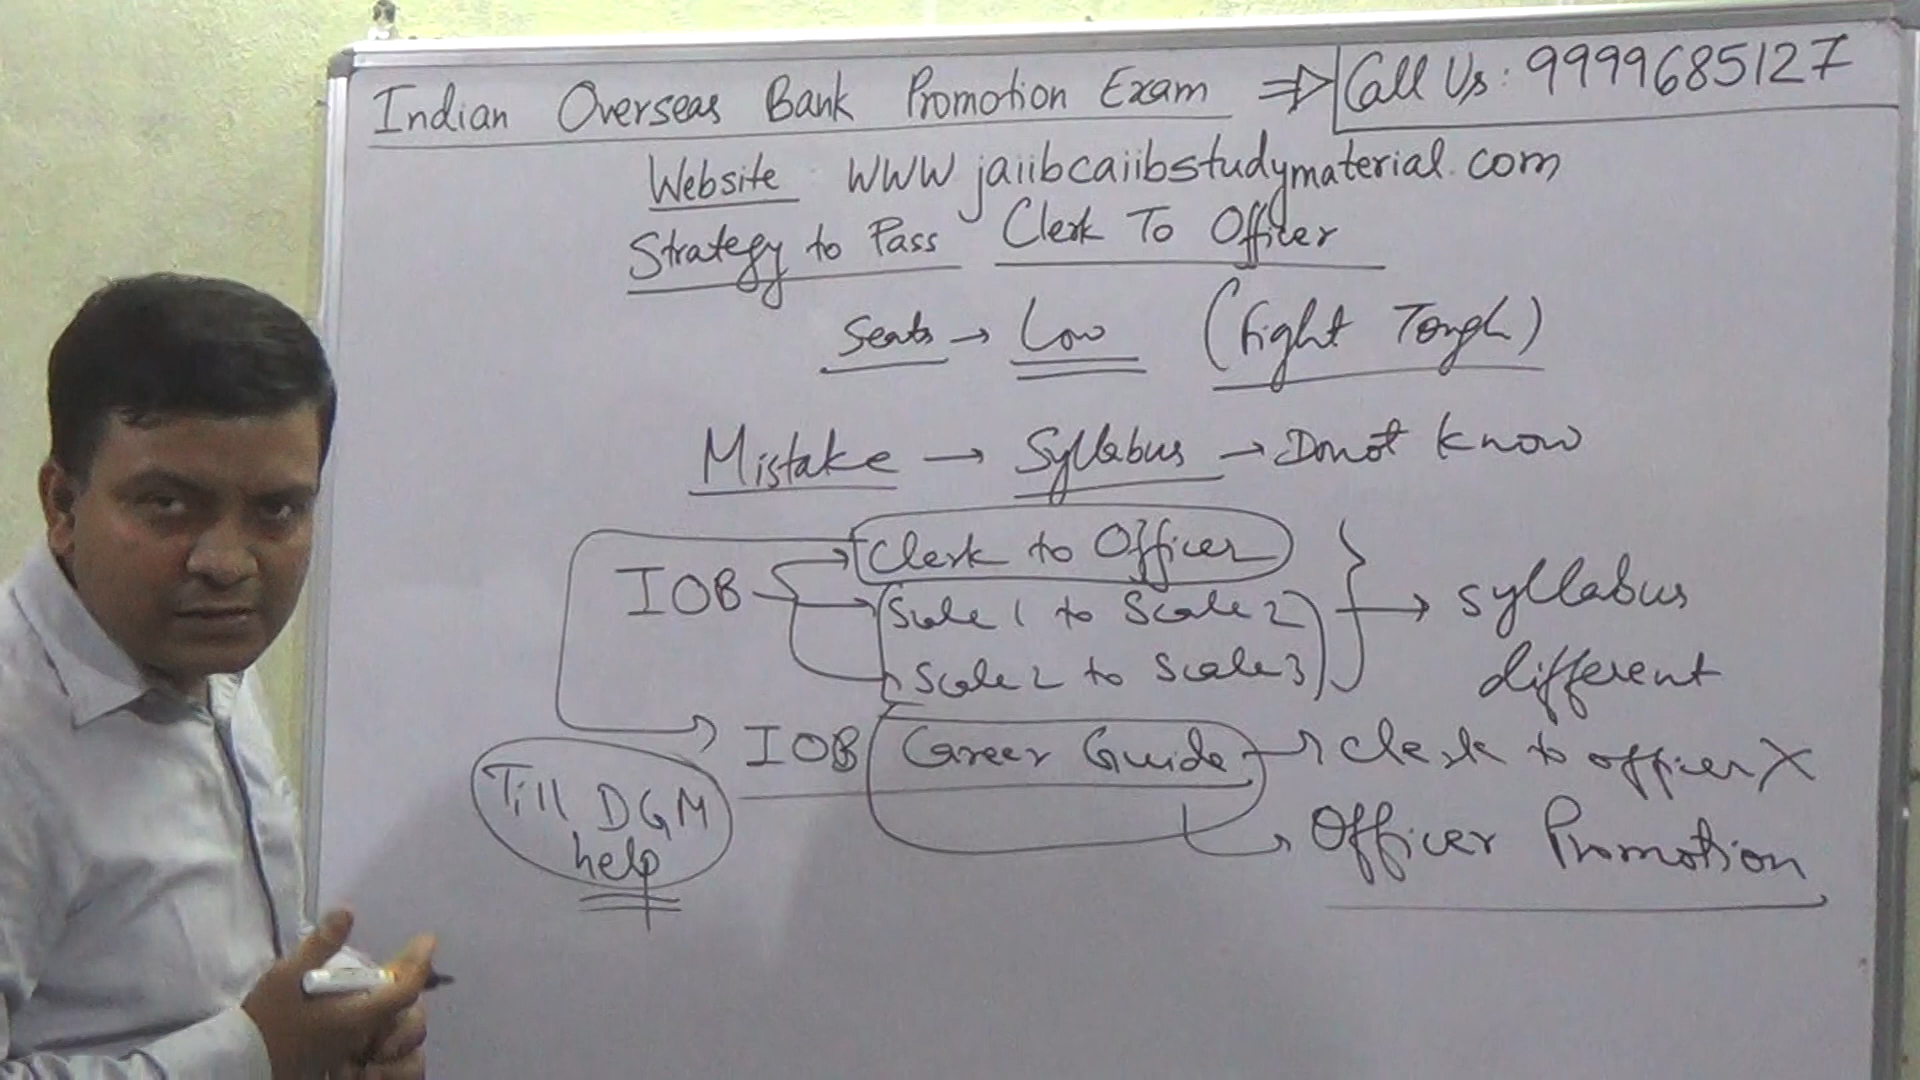 Indian Overseas Bank Promotion Exam ⇒ Call Us: 9999685127
Website : WWW jaiibcaiibstudymaterial.com
Strategy to Pass Clerk To Officer
Seats → Low (Fight Tough)
Mistake → Syllabus → Donot Know
Clerk to Officer
IOB
Scale 1 to Scale 2
Scale 2 to Scale 3
→ syllabus
different
IOB Career Guide → Clerk to officer X
Till DGM
help
Officer Promotion